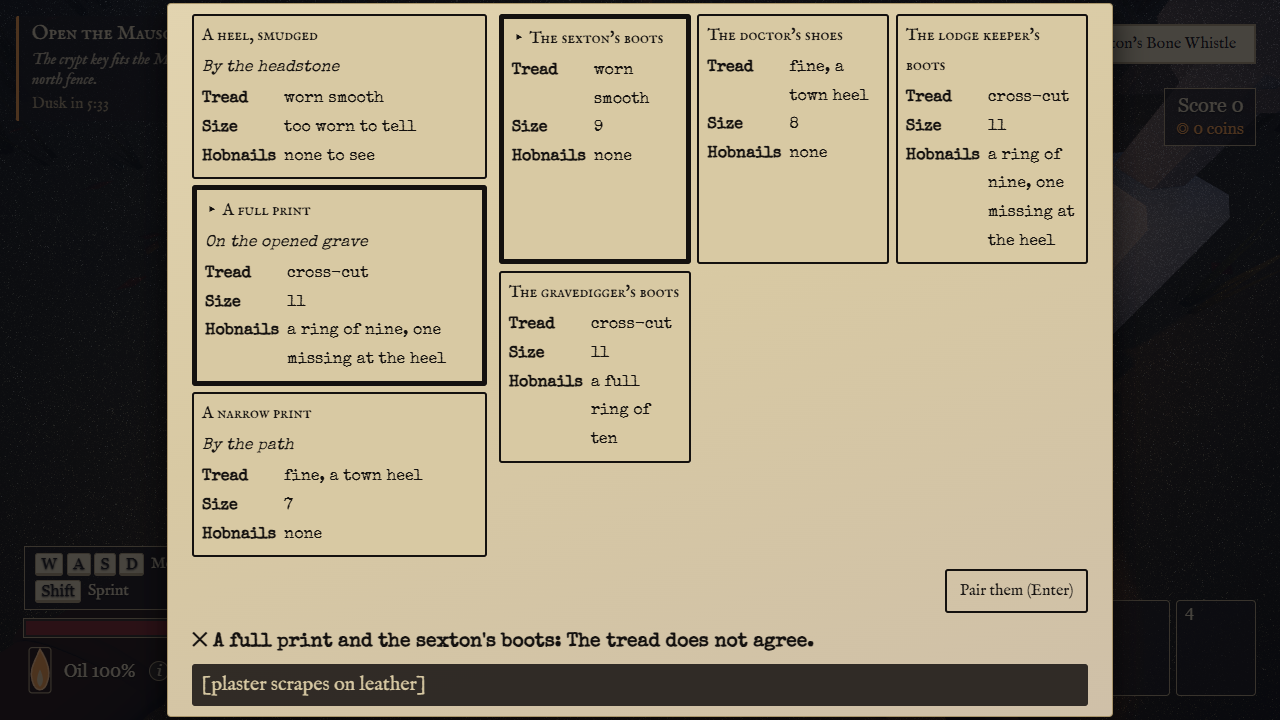 Open the
The crypt key fits the
north fence.
Dusk in 5:33
A heel, smudged
By the headstone
Tread worn smooth
Size too worn to tell
Hobnails none to see
‣ A full print
On the opened grave
Tread cross-cut
Size 11
Hobnails a ring of nine, one
missing at the heel
A narrow print
By the path
Tread fine, a town heel
Size 7
Hobnails none
‣ The sexton's boots
Tread worn
smooth
Size 9
Hobnails none
The doctor's shoes
Tread fine, a
town heel
Size 8
Hobnails none
The lodge keeper's
boots
Tread cross-cut
Size 11
Hobnails a ring of
nine, one
missing at
the heel
The gravedigger's boots
Tread cross-cut
Size 11
Hobnails a full
ring of
ten
Pair them (Enter)
✕ A full print and the sexton's boots: The tread does not agree.
[plaster scrapes on leather]
Bone Whistle
Score 0
0 coins
W A S D
Shift Sprint
Oil 100% i
4